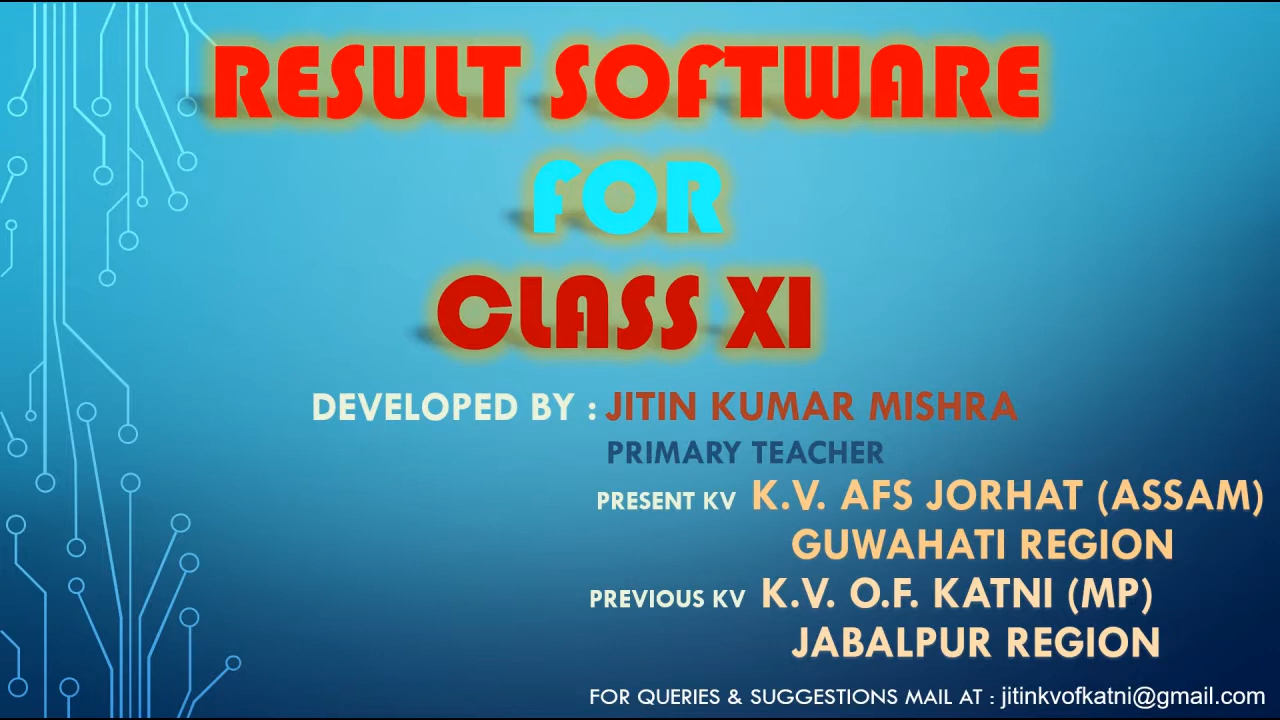 RESULT SOFTWARE
FOR
CLASS XI
DEVELOPED BY : JITIN KUMAR MISHRA
PRIMARY TEACHER
PRESENT KV K.V. AFS JORHAT (ASSAM)
GUWAHATI REGION
PREVIOUS KV K.V. O.F. KATNI (MP)
JABALPUR REGION
FOR QUERIES & SUGGESTIONS MAIL AT : jitinkvofkatni@gmail.com